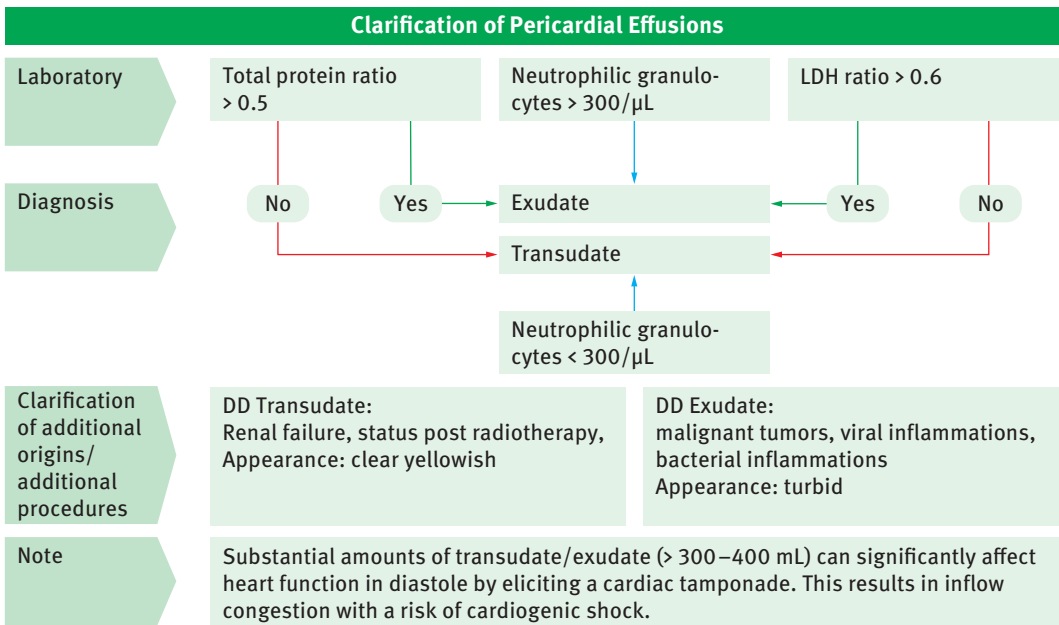 Clarification of Pericardial Effusions
Laboratory
Total protein ratio
> 0.5
Neutrophilic granulo-
cytes > 300/µL
LDH ratio > 0.6
Diagnosis
No
Yes
Exudate
Yes
No
Transudate
Neutrophilic granulo-
cytes < 300/µL
Clarification
of additional
origins/
additional
procedures
DD Transudate:
Renal failure, status post radiotherapy,
Appearance: clear yellowish
DD Exudate:
malignant tumors, viral inflammations,
bacterial inflammations
Appearance: turbid
Note
Substantial amounts of transudate/exudate (> 300–400 mL) can significantly affect
heart function in diastole by eliciting a cardiac tamponade. This results in inflow
congestion with a risk of cardiogenic shock.